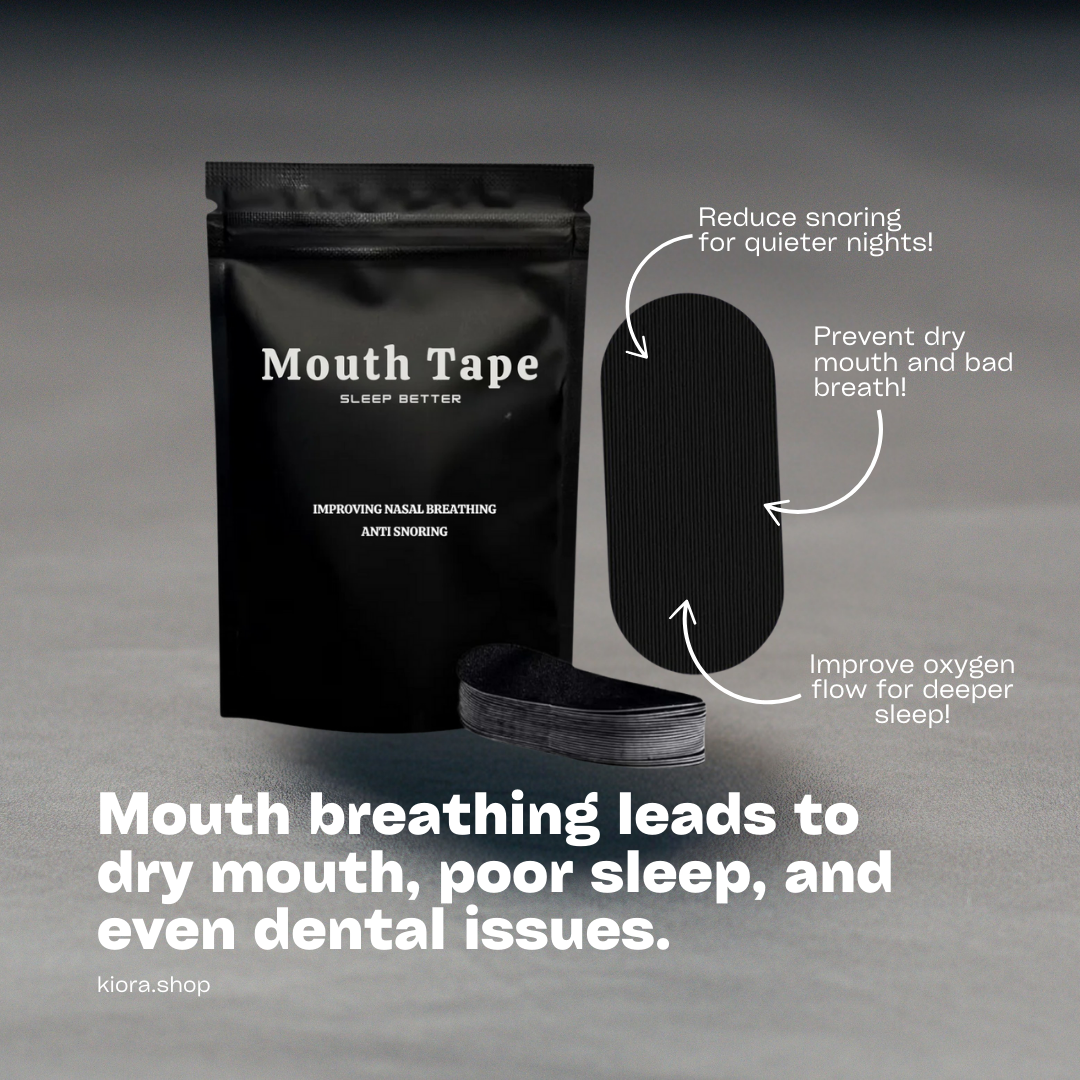 Reduce snoring
for quieter nights!
Prevent dry
mouth and bad
breath!
Mouth Tape
SLEEP BETTER
IMPROVING NASAL BREATHING
ANTI SNORING
Improve oxygen
flow for deeper
sleep!
Mouth breathing leads to
dry mouth, poor sleep, and
even dental issues.
kiora.shop